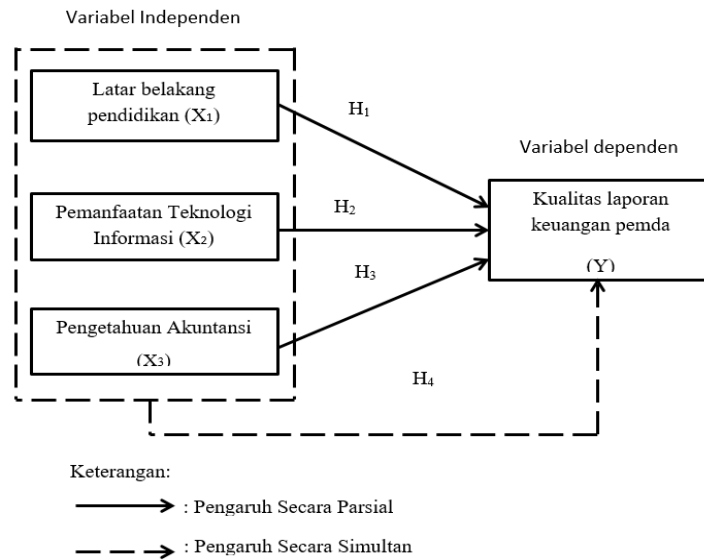 Variabel Independen
Latar belakang
pendidikan (X₁)
H₁
Variabel dependen
Pemanfaatan Teknologi
Informasi (X₂)
H₂
Kualitas laporan
keuangan pemda
(Y)
H₃
Pengetahuan Akuntansi
(X₃)
H₄
Keterangan:
: Pengaruh Secara Parsial
: Pengaruh Secara Simultan